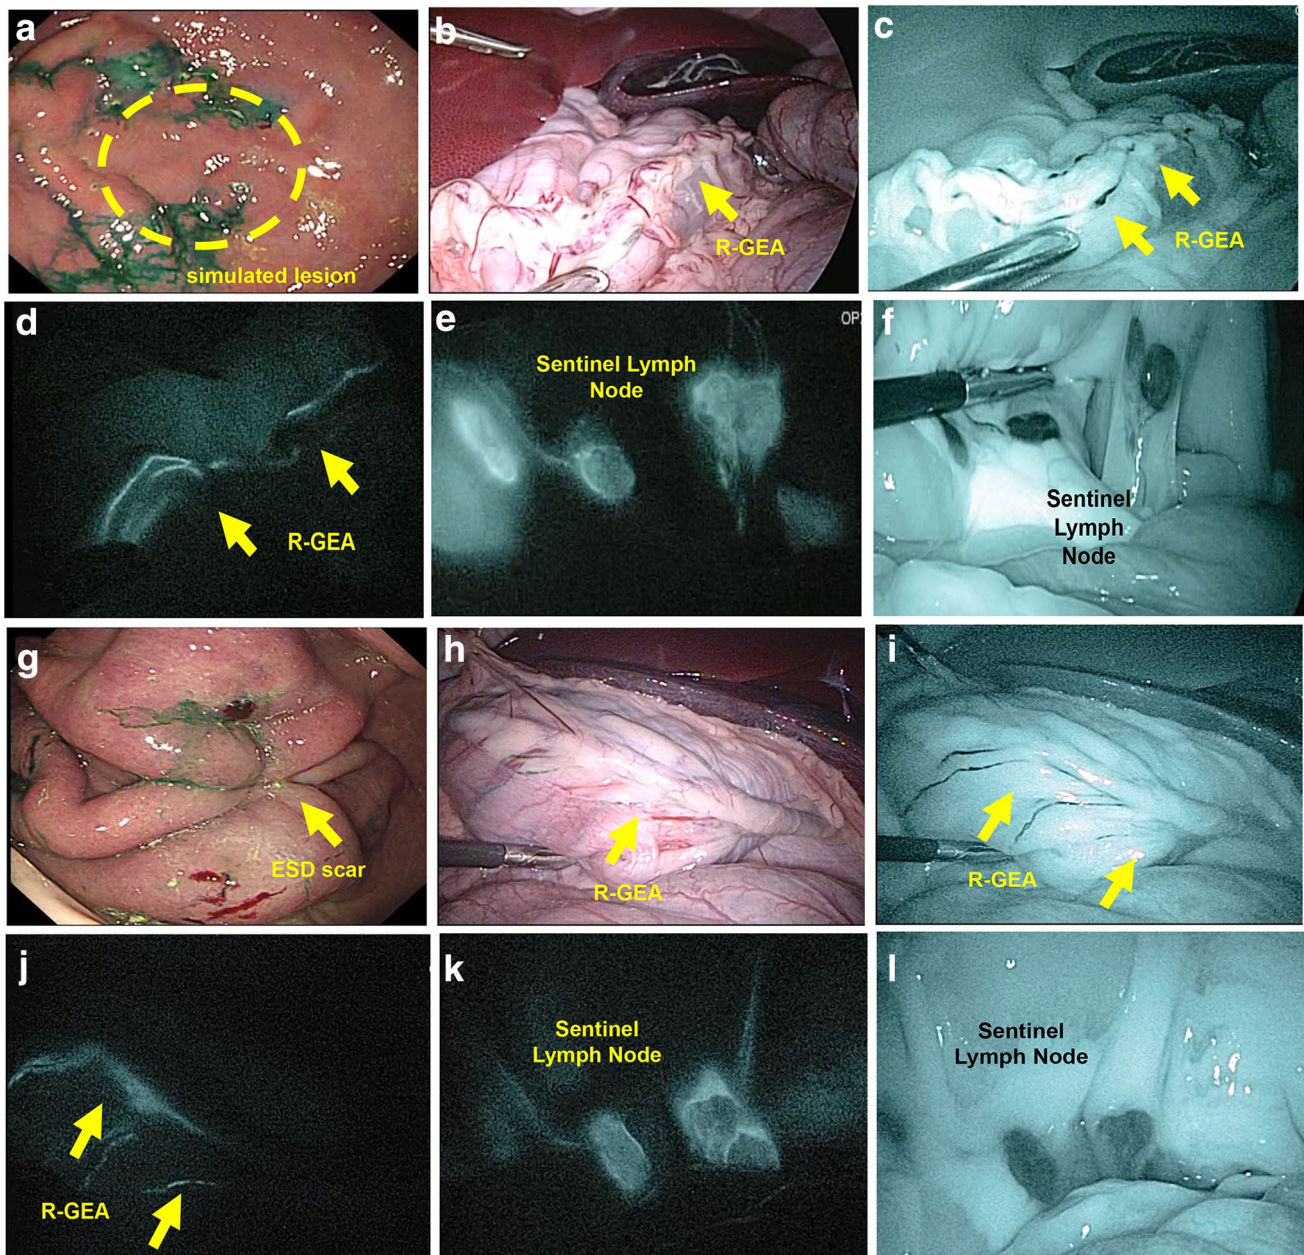 a
simulated lesion
b
R-GEA
c
R-GEA
d
R-GEA
e
Sentinel Lymph
Node
f
Sentinel
Lymph
Node
g
ESD scar
h
R-GEA
i
R-GEA
j
R-GEA
k
Sentinel
Lymph Node
l
Sentinel
Lymph Node